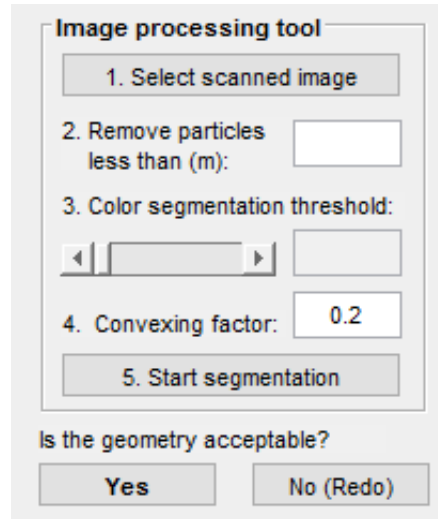 Image processing tool
1. Select scanned image
2. Remove particles
less than (m):
3. Color segmentation threshold:
4. Convexing factor: 0.2
5. Start segmentation
Is the geometry acceptable?
Yes No (Redo)